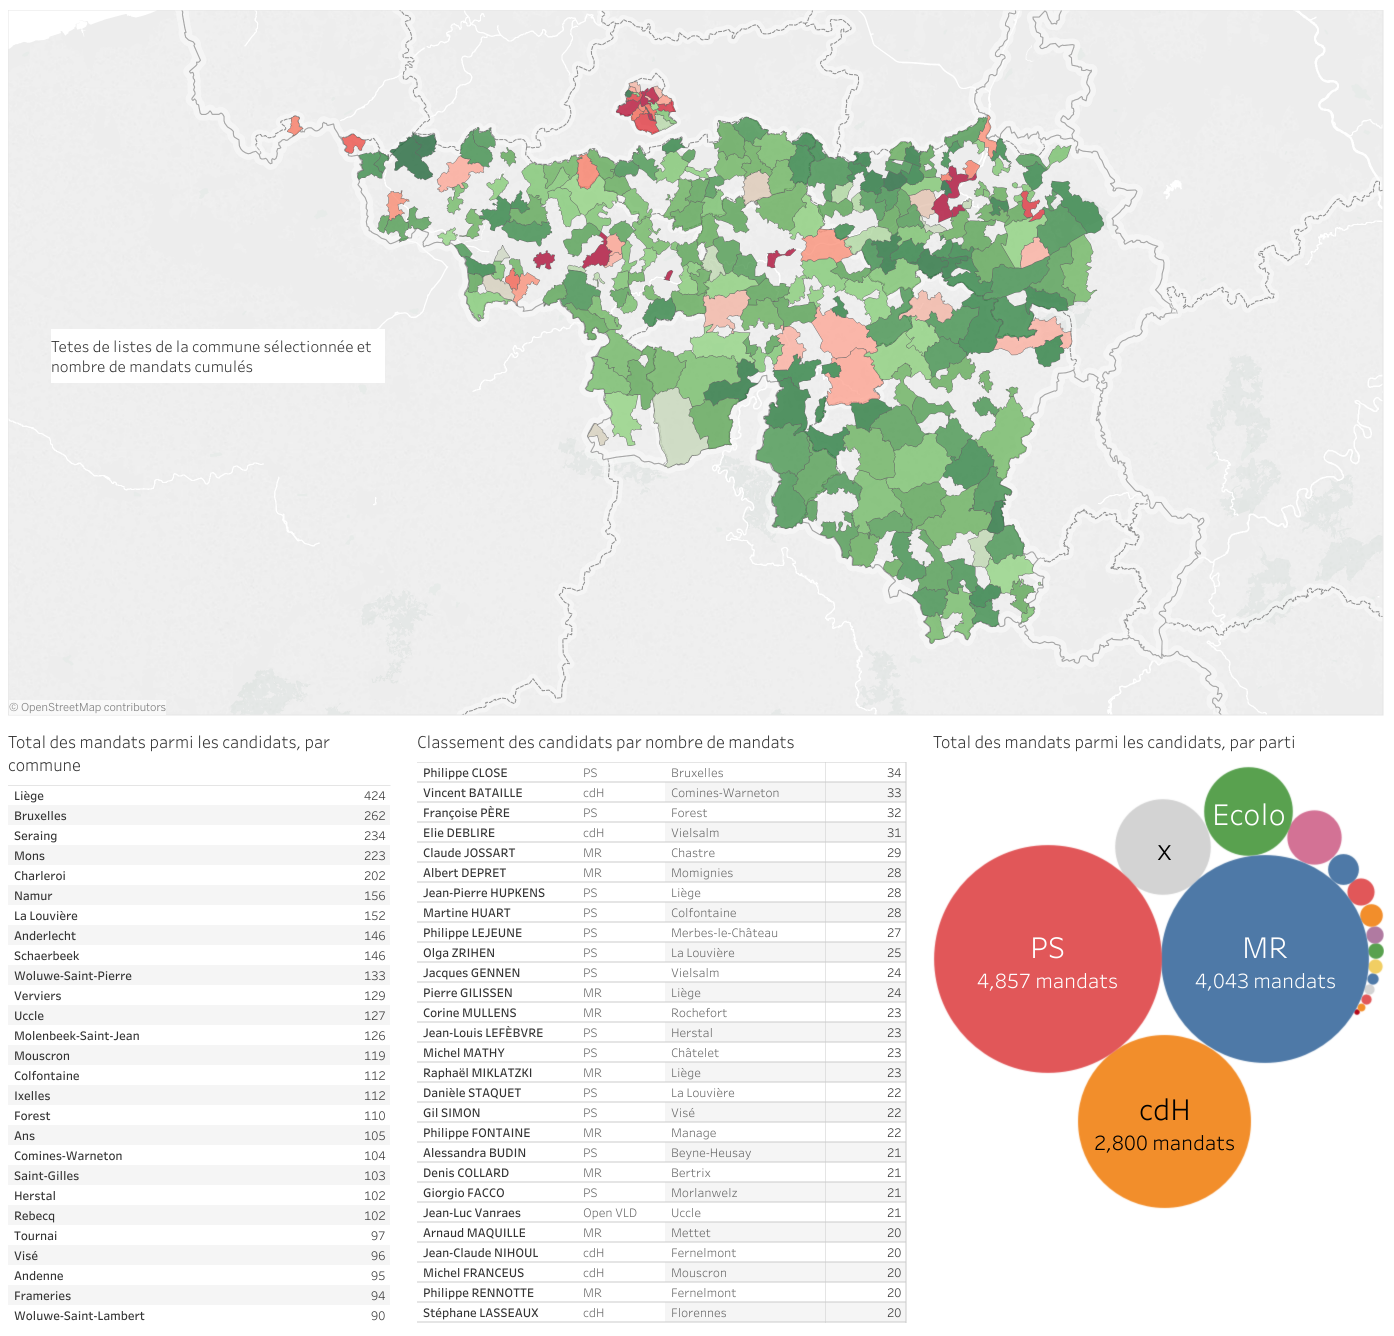 Tetes de listes de la commune sélectionnée et
nombre de mandats cumulés
© OpenStreetMap contributors
Total des mandats parmi les candidats, par
commune
Liège 424
Bruxelles 262
Seraing 234
Mons 223
Charleroi 202
Namur 156
La Louvière 152
Anderlecht 146
Schaerbeek 146
Woluwe-Saint-Pierre 133
Verviers 129
Uccle 127
Molenbeek-Saint-Jean 126
Mouscron 119
Colfontaine 112
Ixelles 112
Forest 110
Ans 105
Comines-Warneton 104
Saint-Gilles 103
Herstal 102
Rebecq 102
Tournai 97
Visé 96
Andenne 95
Frameries 94
Woluwe-Saint-Lambert 90
Classement des candidats par nombre de mandats
Philippe CLOSE PS Bruxelles 34
Vincent BATAILLE cdH Comines-Warneton 33
Françoise PÈRE PS Forest 32
Elie DEBLIRE cdH Vielsalm 31
Claude JOSSART MR Chastre 29
Albert DEPRET MR Momignies 28
Jean-Pierre HUPKENS PS Liège 28
Martine HUART PS Colfontaine 28
Philippe LEJEUNE PS Merbes-le-Château 27
Olga ZRIHEN PS La Louvière 25
Jacques GENNEN PS Vielsalm 24
Pierre GILISSEN MR Liège 24
Corine MULLENS MR Rochefort 23
Jean-Louis LEFÈBVRE PS Herstal 23
Michel MATHY PS Châtelet 23
Raphaël MIKLATZKI MR Liège 23
Danièle STAQUET PS La Louvière 22
Gil SIMON PS Visé 22
Philippe FONTAINE MR Manage 22
Alessandra BUDIN PS Beyne-Heusay 21
Denis COLLARD MR Bertrix 21
Giorgio FACCO PS Morlanwelz 21
Jean-Luc Vanraes Open VLD Uccle 21
Arnaud MAQUILLE MR Mettet 20
Jean-Claude NIHOUL cdH Fernelmont 20
Michel FRANCEUS cdH Mouscron 20
Philippe RENNOTTE MR Fernelmont 20
Stéphane LASSEAUX cdH Florennes 20
Total des mandats parmi les candidats, par parti
Ecolo
X
PS
4,857 mandats
MR
4,043 mandats
cdH
2,800 mandats